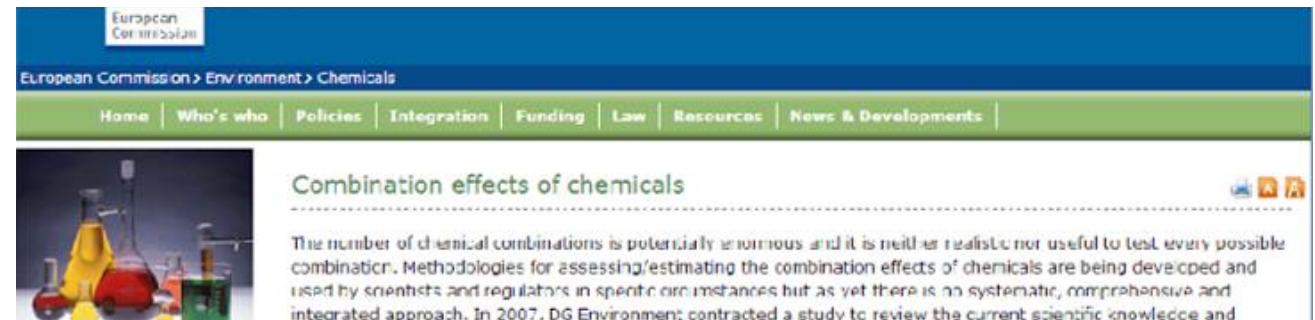 European
Commission
European Commission > Environment > Chemicals
Home | Who's who | Policies | Integration | Funding | Law | Resources | News & Developments |
Combination effects of chemicals
A A
The number of chemical combinations is potentially enormous and it is neither realistic nor useful to test every possible
combination. Methodologies for assessing/estimating the combination effects of chemicals are being developed and
used by scientists and regulators in specific circumstances but as yet there is no systematic, comprehensive and
integrated approach. In 2007, DG Environment contracted a study to review the current scientific knowledge and